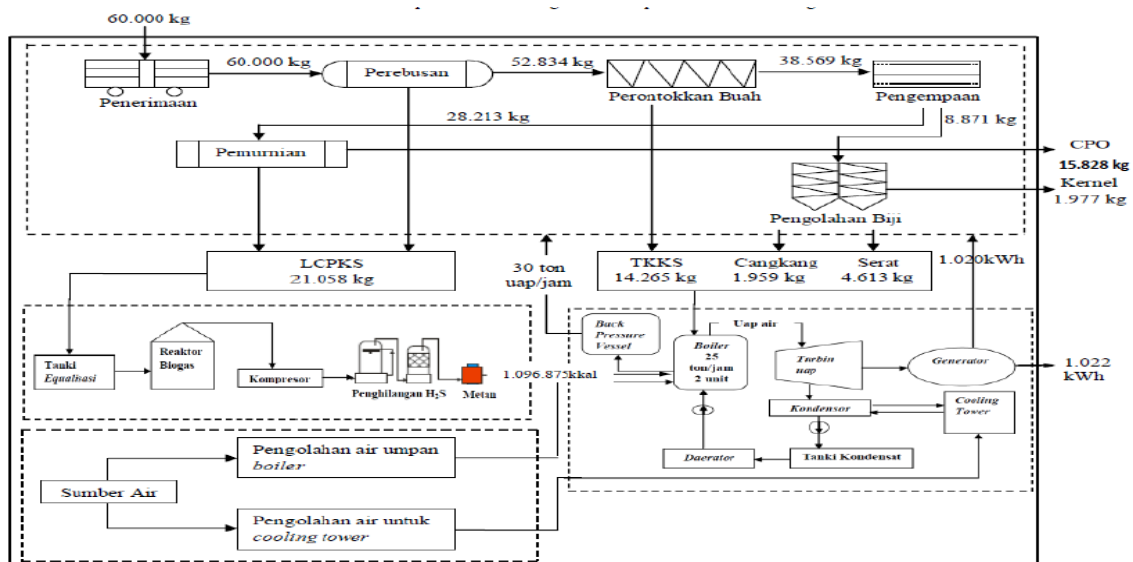 60.000 kg
60.000 kg
Perebusan
52.834 kg
38.569 kg
Penerimaan
Perontokkan Buah
Pengempaan
28.213 kg
8.871 kg
Pemurnian
CPO
15.828 kg
Kernel
1.977 kg
Pengolahan Biji
LCPKS
21.058 kg
30 ton
uap/jam
TKKS
14.265 kg
Cangkang
1.959 kg
Serat
4.613 kg
1.020kWh
Tanki
Equalisasi
Reaktor
Biogas
Kompresor
Penghilangan H₂S
Metan
1.096.875kkal
Back
Pressure
Vessel
Boiler
25
ton/jam
2 unit
Uap air
Turbin
uap
Generator
1.022
kWh
Kondensor
Cooling
Tower
Daerator
Tanki Kondensat
Sumber Air
Pengolahan air umpan
boiler
Pengolahan air untuk
cooling tower